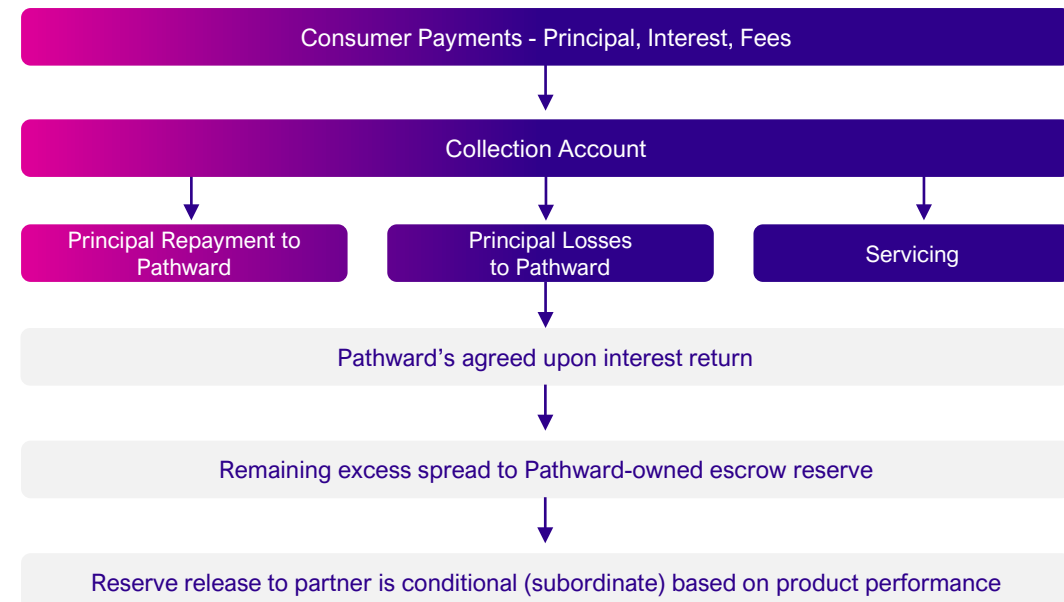 Consumer Payments - Principal, Interest, Fees
Collection Account
Principal Repayment to
Pathward
Principal Losses
to Pathward
Servicing
Pathward’s agreed upon interest return
Remaining excess spread to Pathward-owned escrow reserve
Reserve release to partner is conditional (subordinate) based on product performance